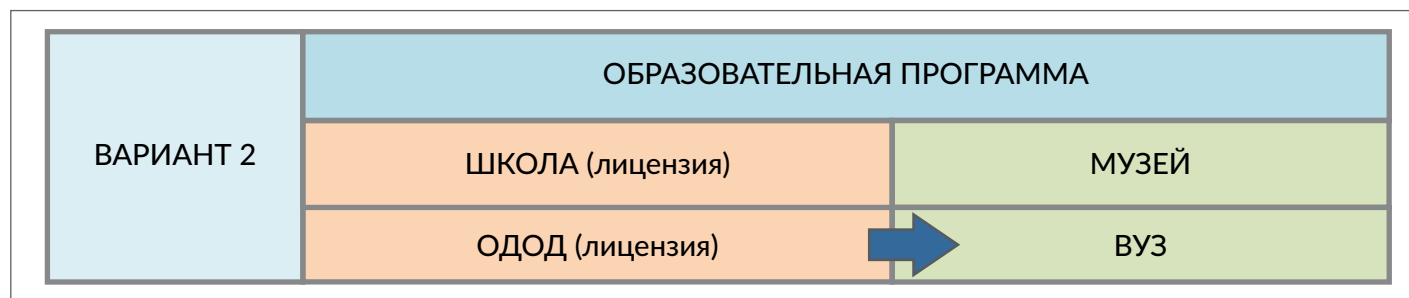 ОБРАЗОВАТЕЛЬНАЯ ПРОГРАММА
ВАРИАНТ 2
ШКОЛА (лицензия)
МУЗЕЙ
ОДОД (лицензия)
ВУЗ